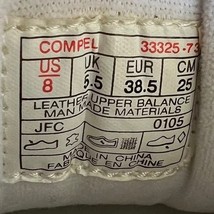 COMPEL 33325-73
US UK EUR CM
8 6.5 38.5 25
LEATHER UPPER BALANCE
MAN MADE MATERIALS
JFC 0105
MADE IN CHINA
FABRIQUE EN CHINE